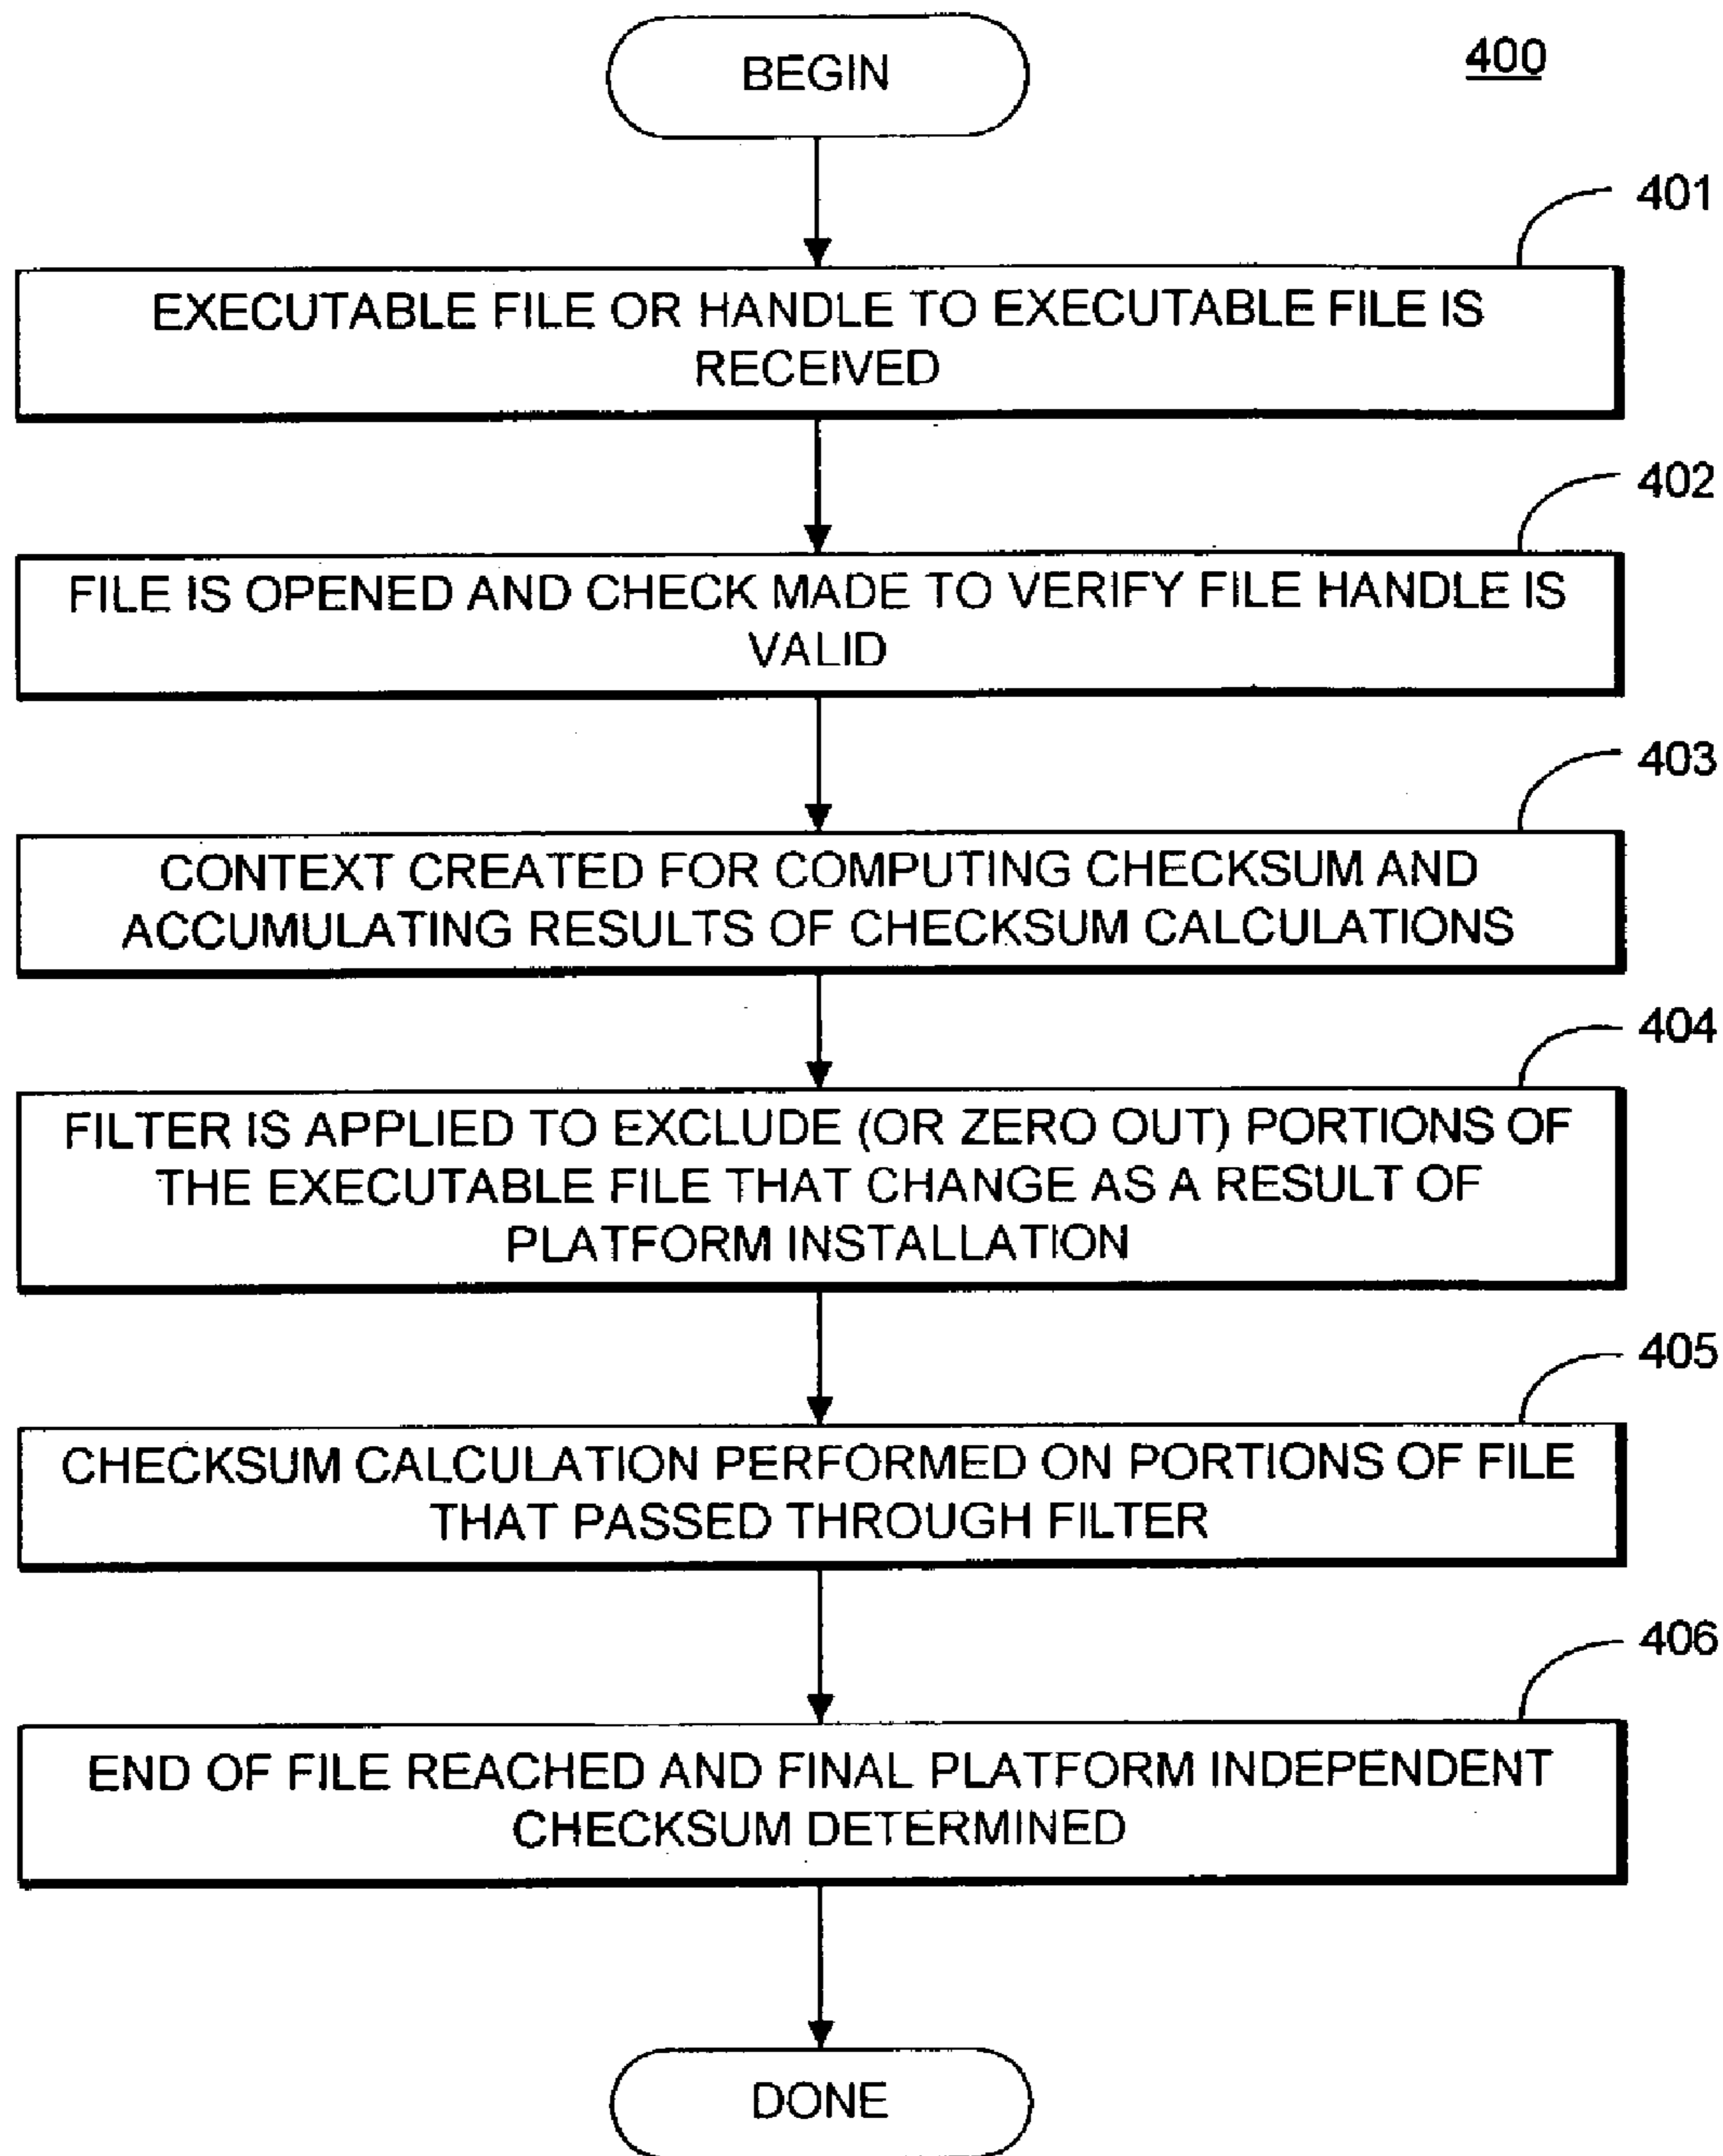 BEGIN
400
401
EXECUTABLE FILE OR HANDLE TO EXECUTABLE FILE IS
RECEIVED
402
FILE IS OPENED AND CHECK MADE TO VERIFY FILE HANDLE IS
VALID
403
CONTEXT CREATED FOR COMPUTING CHECKSUM AND
ACCUMULATING RESULTS OF CHECKSUM CALCULATIONS
404
FILTER IS APPLIED TO EXCLUDE (OR ZERO OUT) PORTIONS OF
THE EXECUTABLE FILE THAT CHANGE AS A RESULT OF
PLATFORM INSTALLATION
405
CHECKSUM CALCULATION PERFORMED ON PORTIONS OF FILE
THAT PASSED THROUGH FILTER
406
END OF FILE REACHED AND FINAL PLATFORM INDEPENDENT
CHECKSUM DETERMINED
DONE